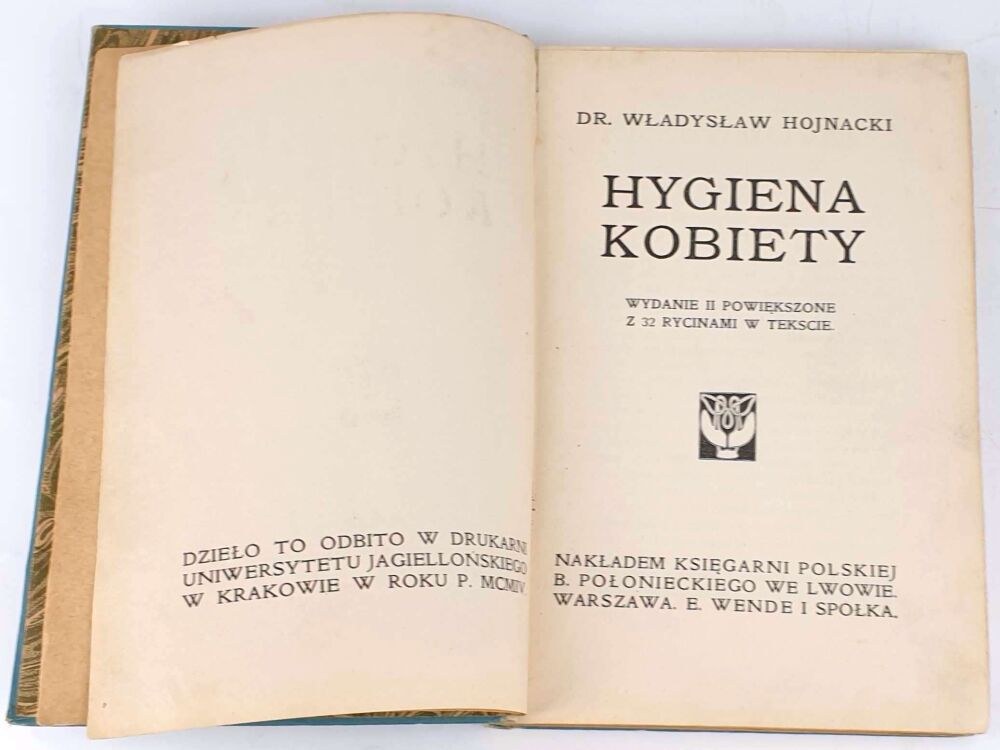 DZIEŁO TO ODBITO W DRUKARNI
UNIWERSYTETU JAGIELLOŃSKIEGO
W KRAKOWIE W ROKU P. MCMIV.
DR. WŁADYSŁAW HOJNACKI
HYGIENA
KOBIETY
WYDANIE II POWIĘKSZONE
Z 32 RYCINAMI W TEKSCIE.
NAKŁADEM KSIĘGARNI POLSKIEJ
B. POŁONIECKIEGO WE LWOWIE.
WARSZAWA. E. WENDE I SPOŁKA.